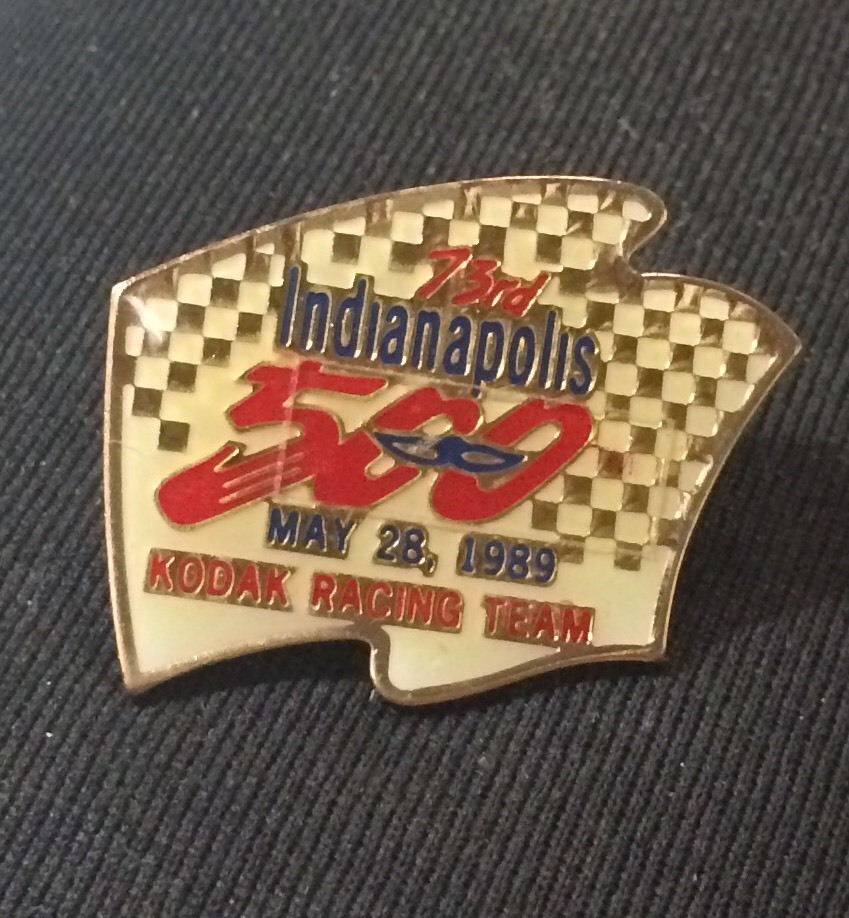 73rd
Indianapolis
500
MAY 28, 1989
KODAK RACING TEAM